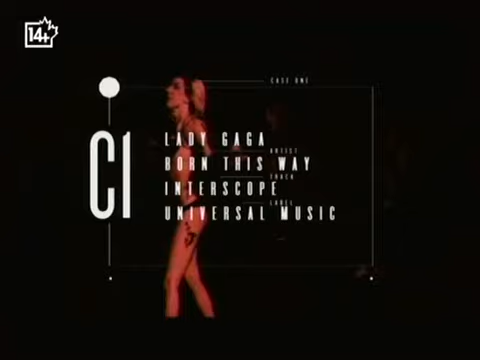 14+
CASE ONE
C1
LADY GAGA
ARTIST
BORN THIS WAY
TRACK
INTERSCOPE
LABEL
UNIVERSAL MUSIC